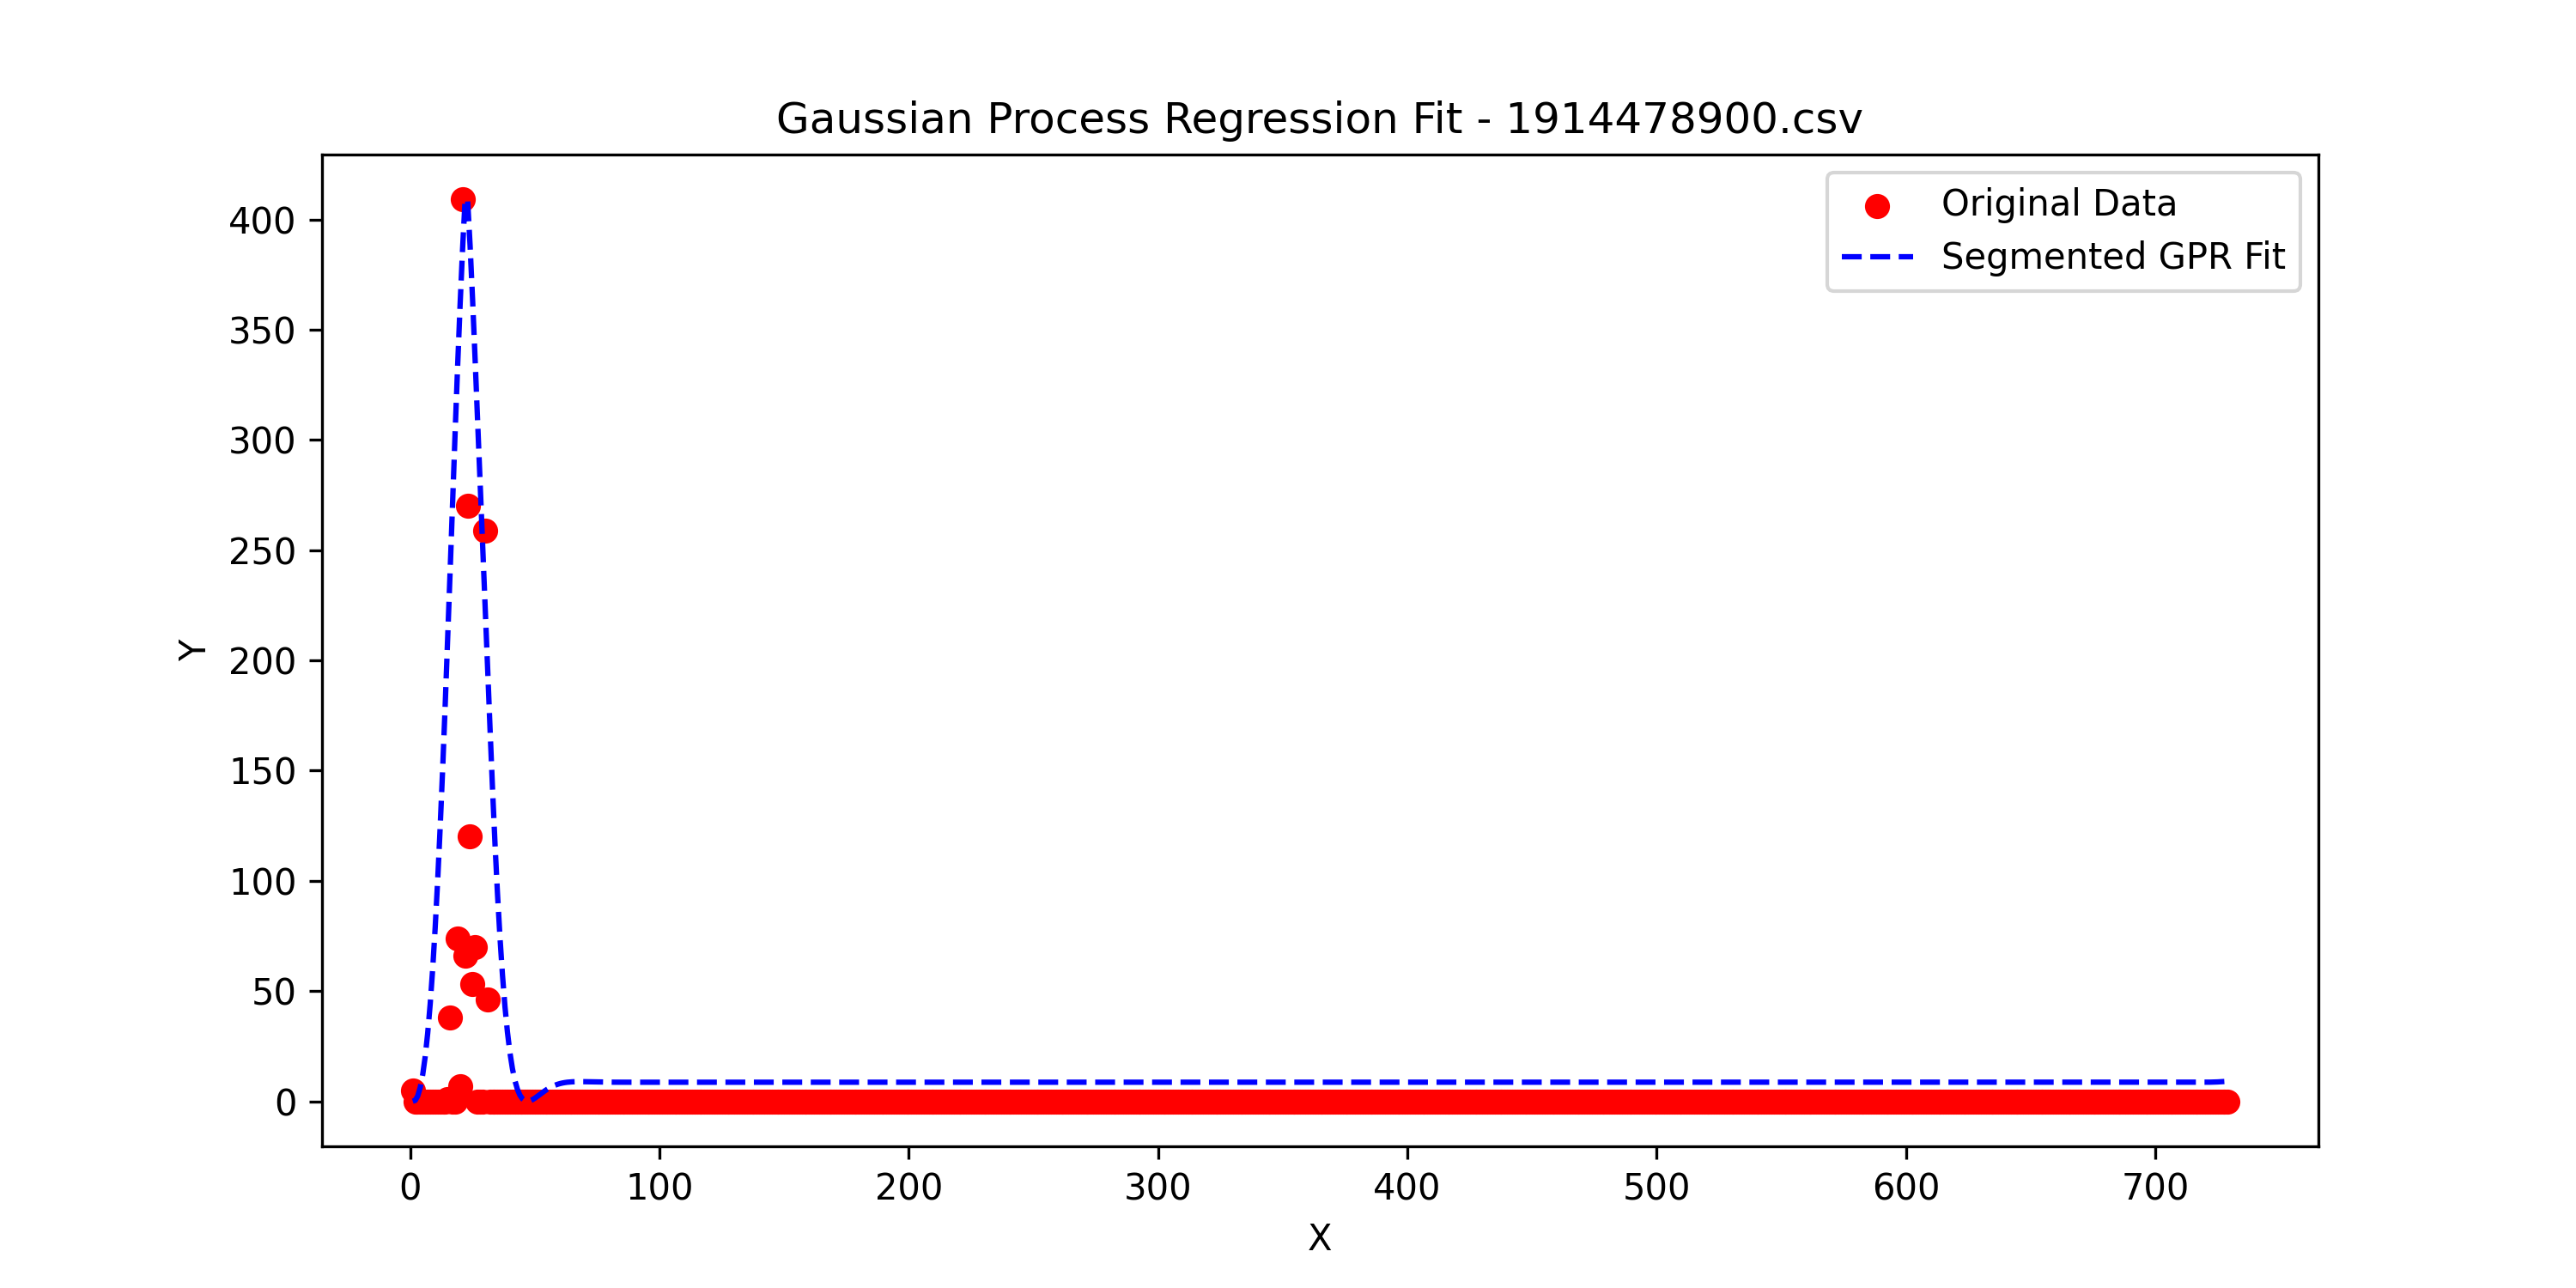 Gaussian Process Regression Fit - 1914478900.csv
Original Data
Segmented GPR Fit
400
350
300
250
200
150
100
50
0
Y
0 100 200 300 400 500 600 700
X